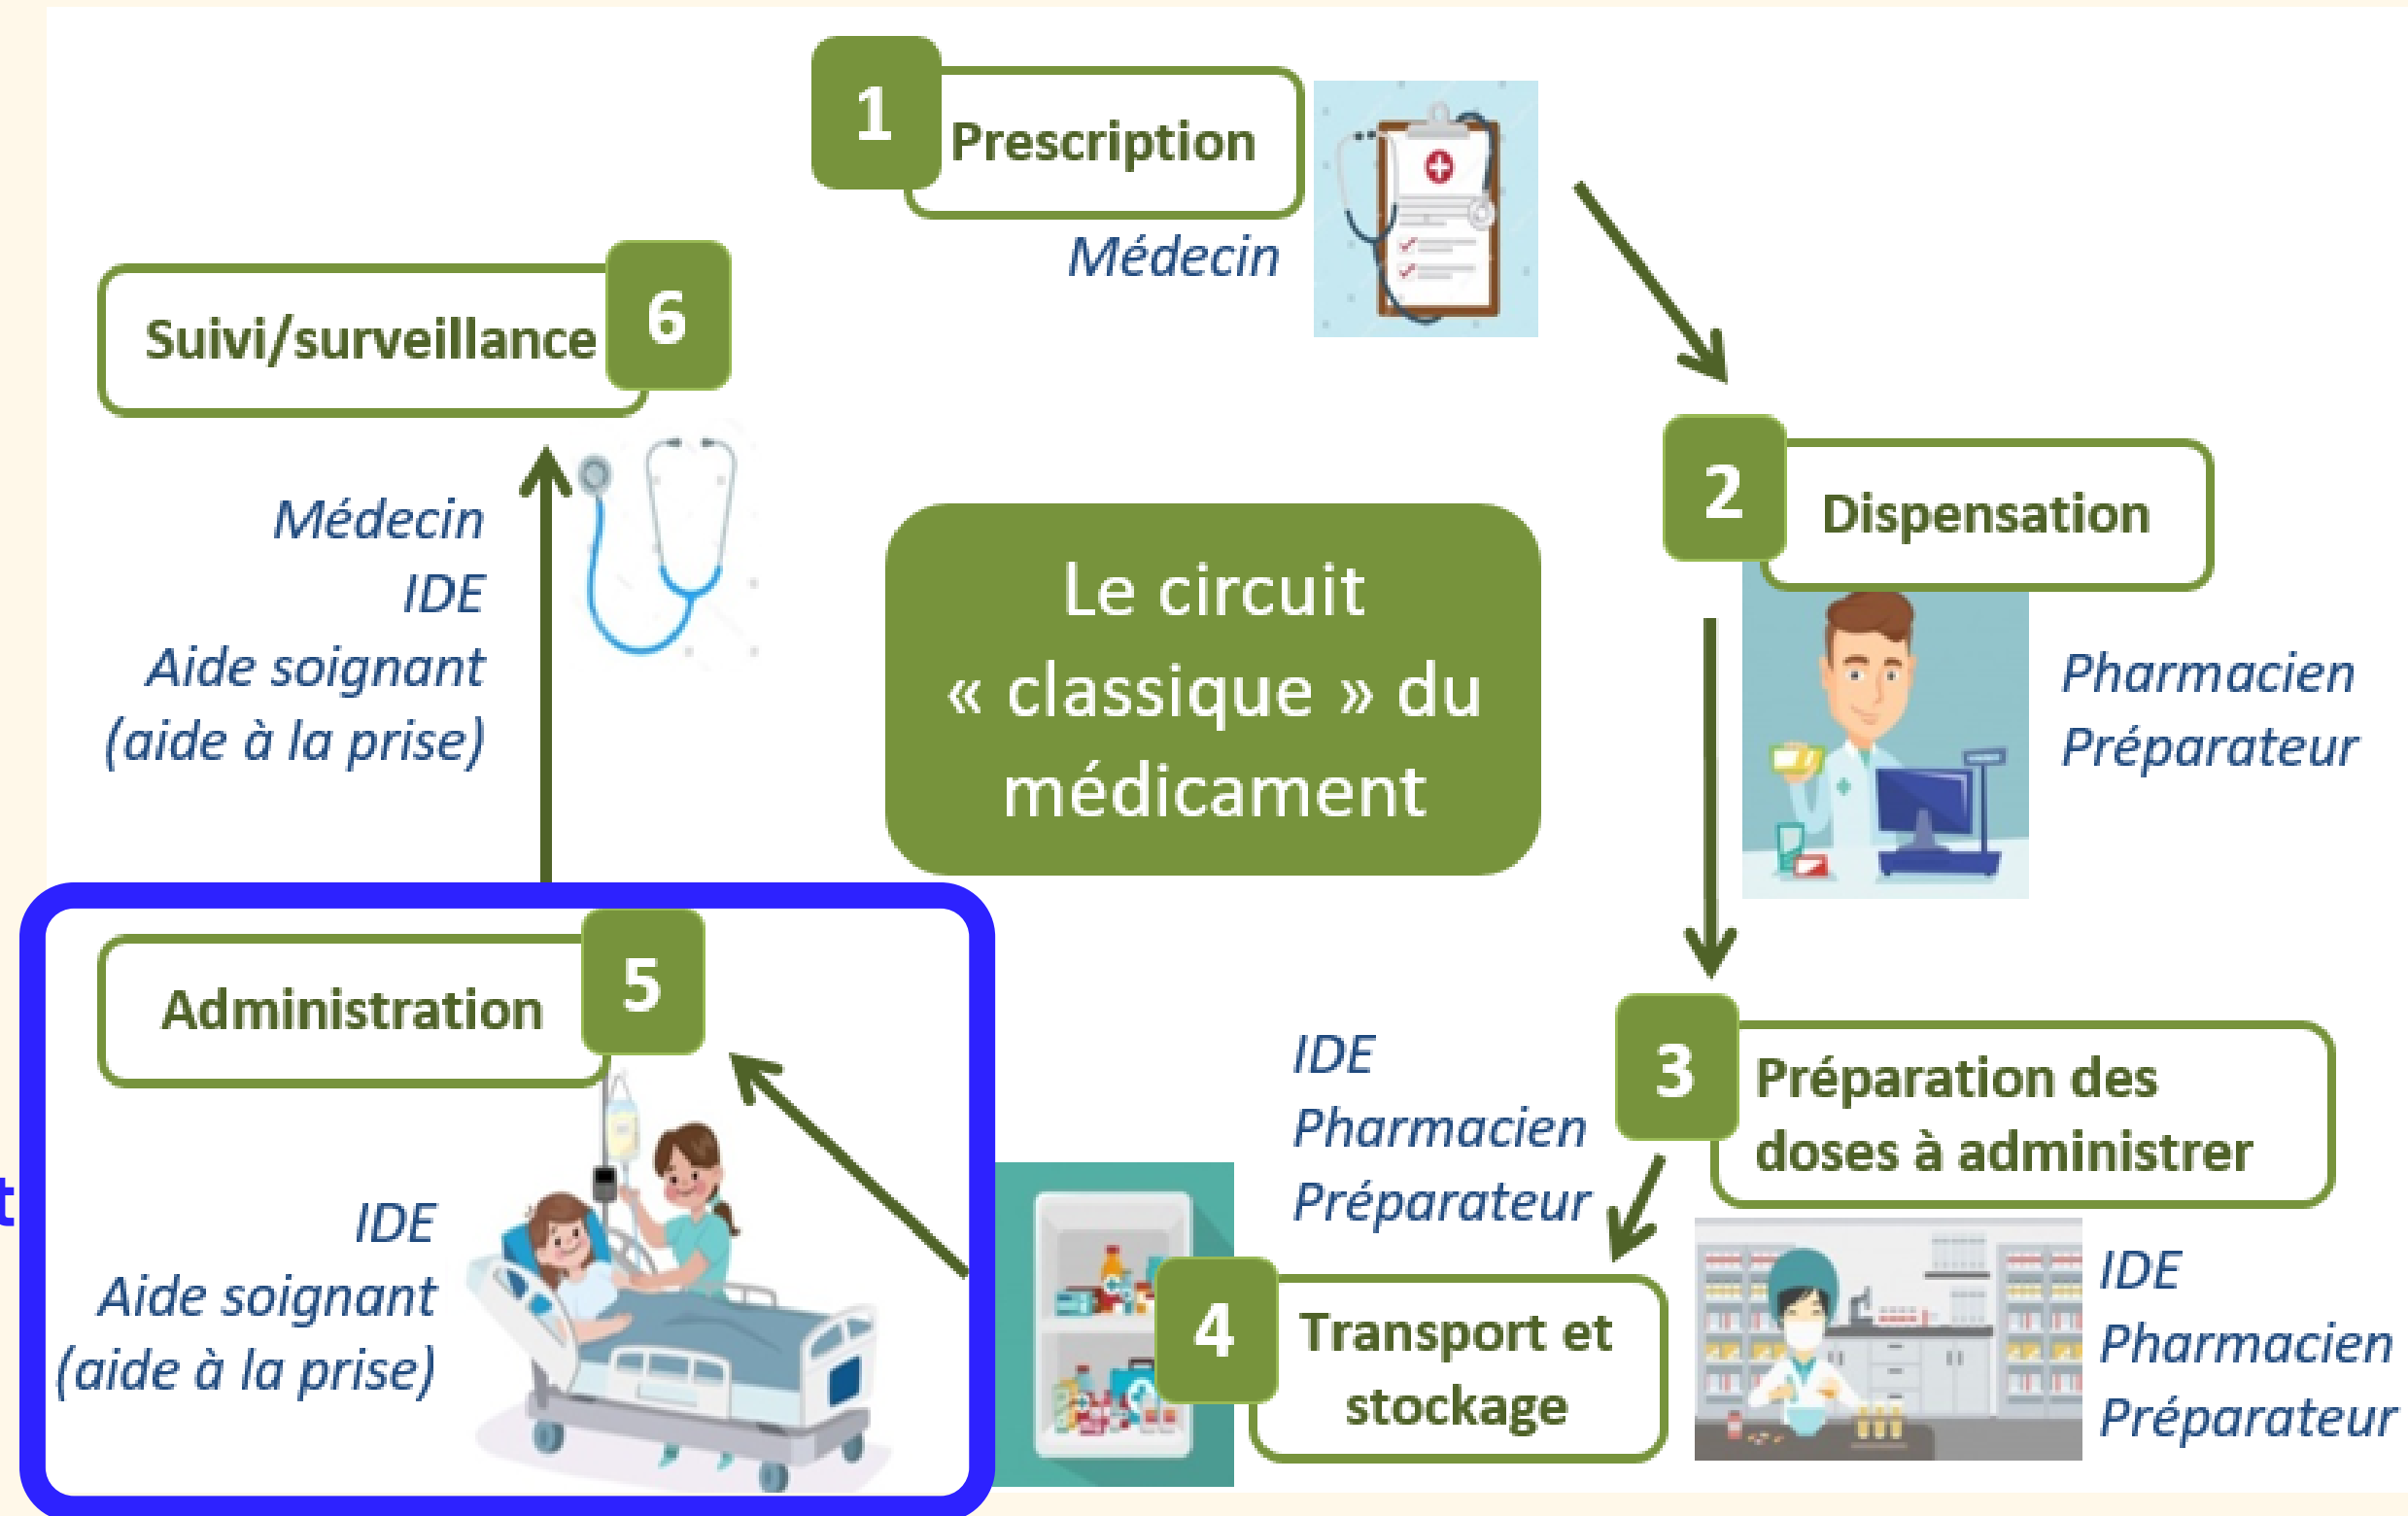 1
Prescription
Médecin
2
Dispensation
Pharmacien
Préparateur
3
Préparation des
doses à administrer
IDE
Pharmacien
Préparateur
4
Transport et
stockage
IDE
Pharmacien
Préparateur
5
Administration
IDE
Aide soignant
(aide à la prise)
6
Suivi/surveillance
Médecin
IDE
Aide soignant
(aide à la prise)
Le circuit
« classique » du
médicament
t